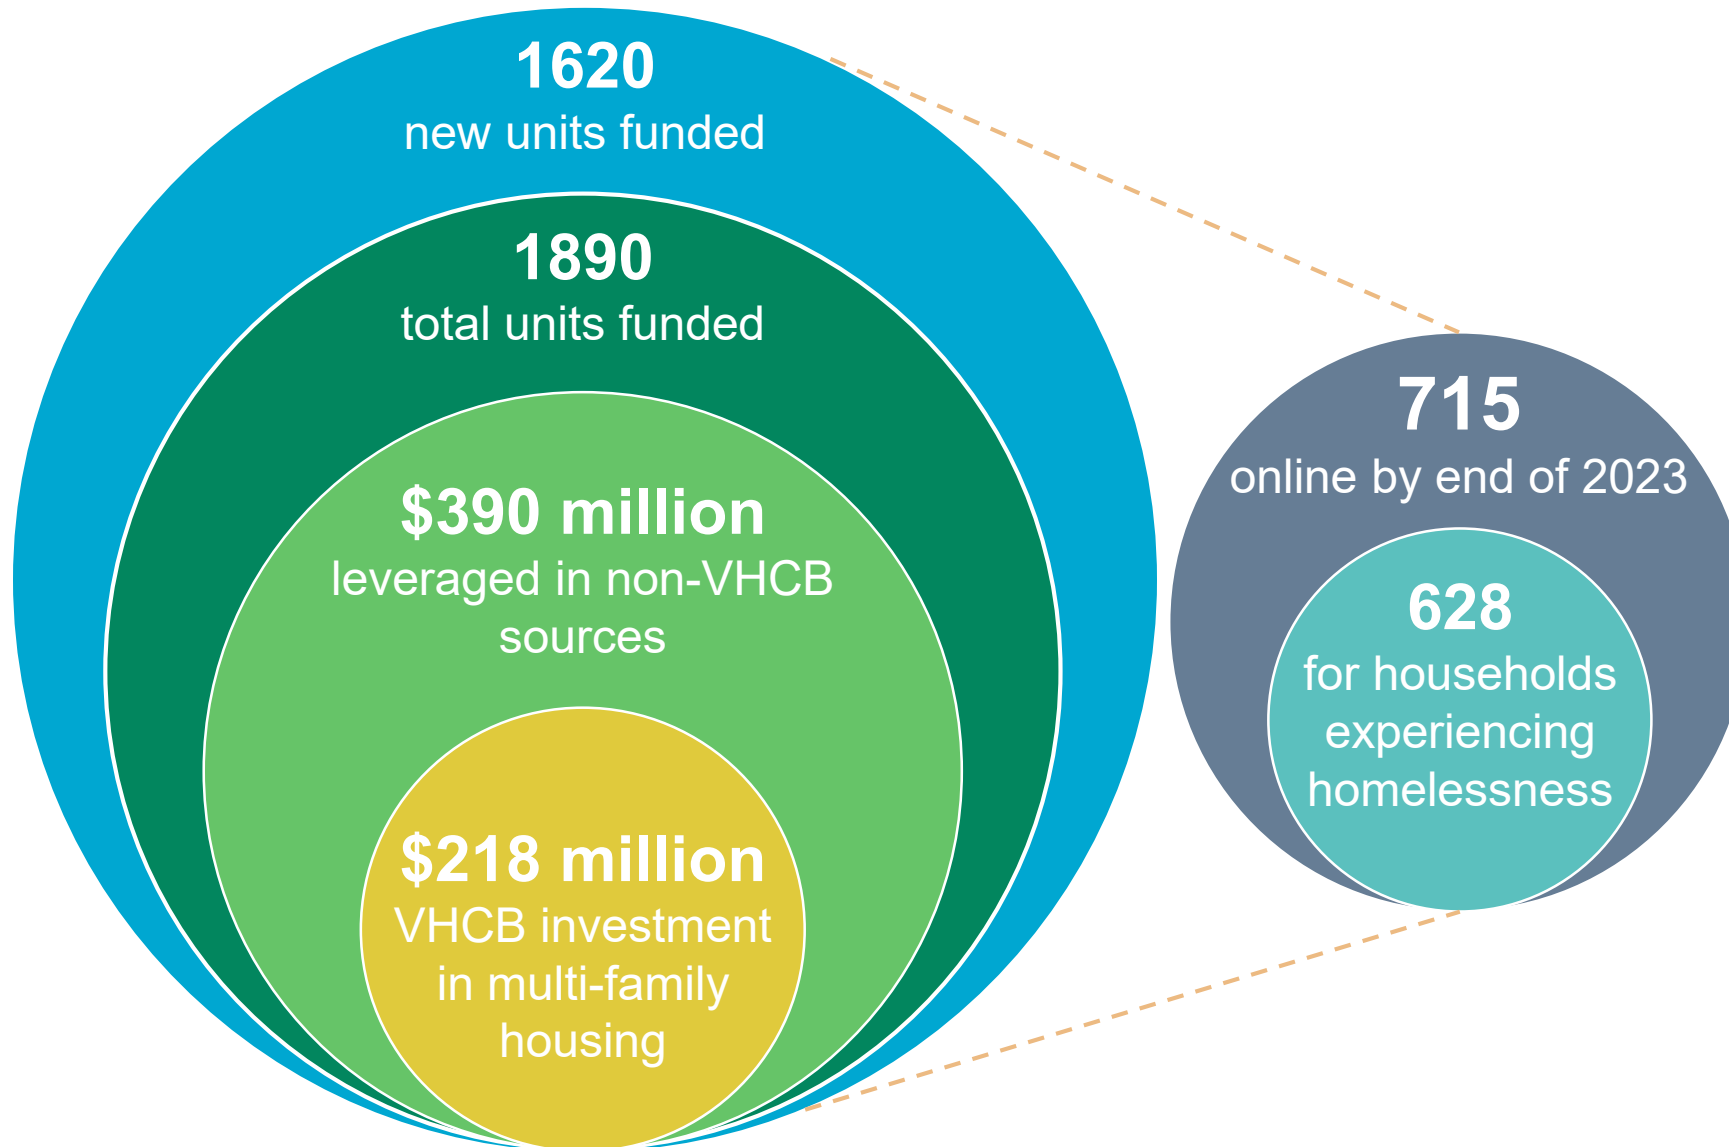 1620
new units funded
1890
total units funded
$390 million
leveraged in non-VHCB
sources
$218 million
VHCB investment
in multi-family
housing
715
online by end of 2023
628
for households
experiencing
homelessness